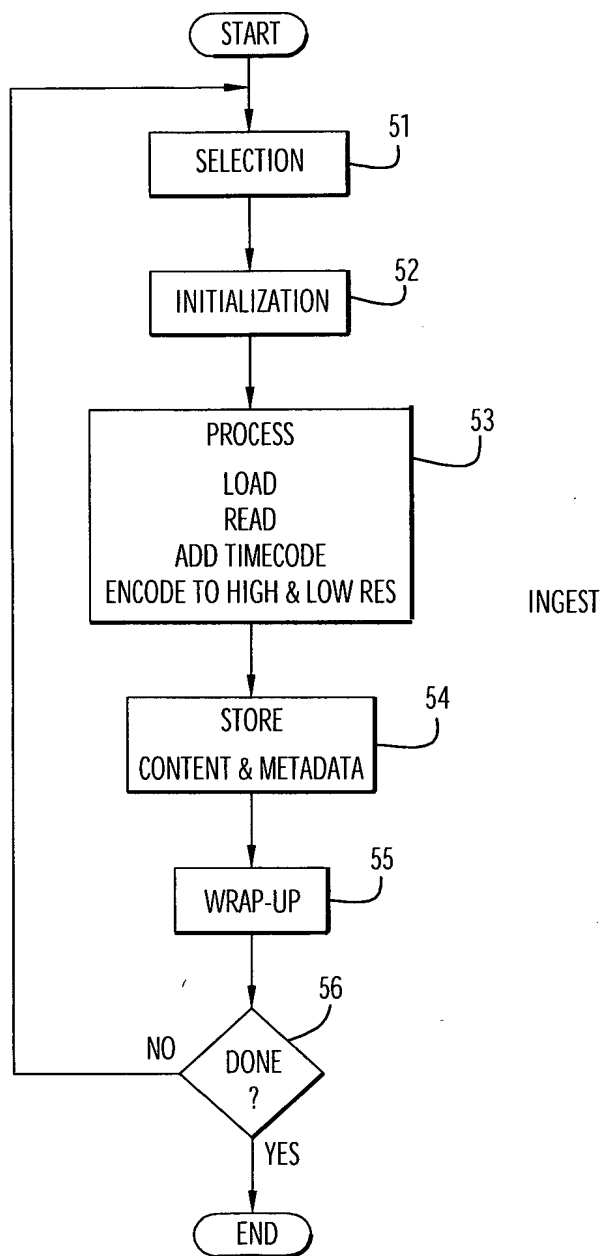 START
51
SELECTION
52
INITIALIZATION
53
PROCESS
LOAD
READ
ADD TIMECODE
ENCODE TO HIGH & LOW RES
INGEST
54
STORE
CONTENT & METADATA
55
WRAP-UP
56
NO
DONE
?
YES
END